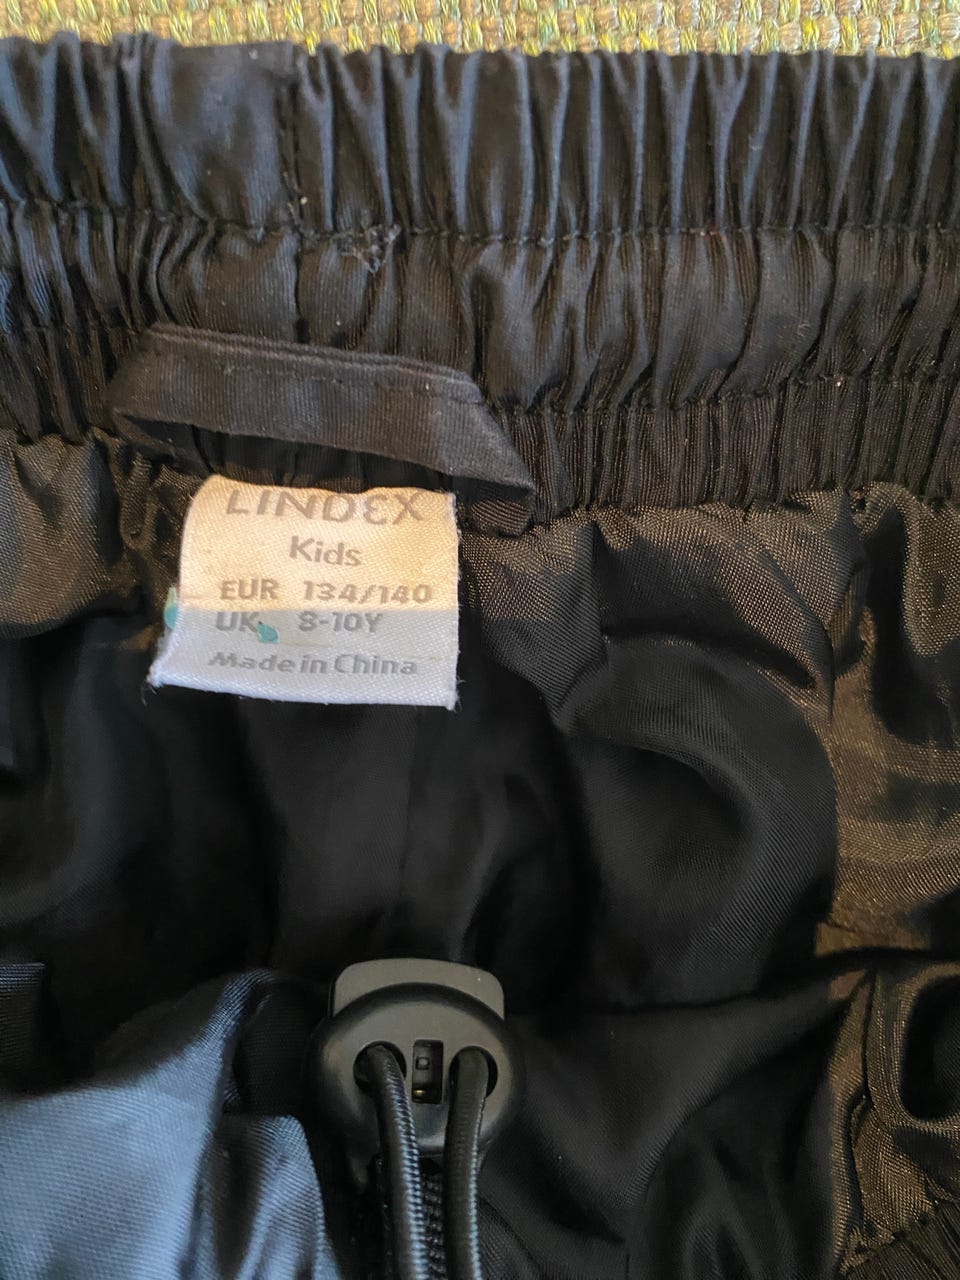 LINDEX
Kids
EUR 134/140
UK 8-10Y
Made in China